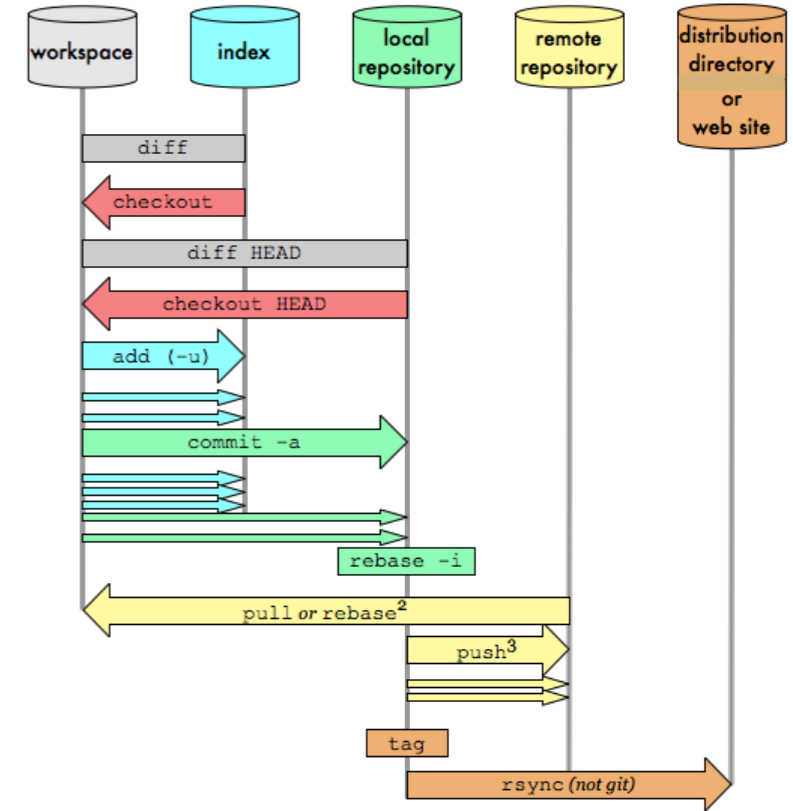 workspace
index
local
repository
remote
repository
distribution
directory
or
web site
diff
checkout
diff HEAD
checkout HEAD
add (-u)
commit -a
rebase -i
pull or rebase²
push³
tag
rsync (not git)